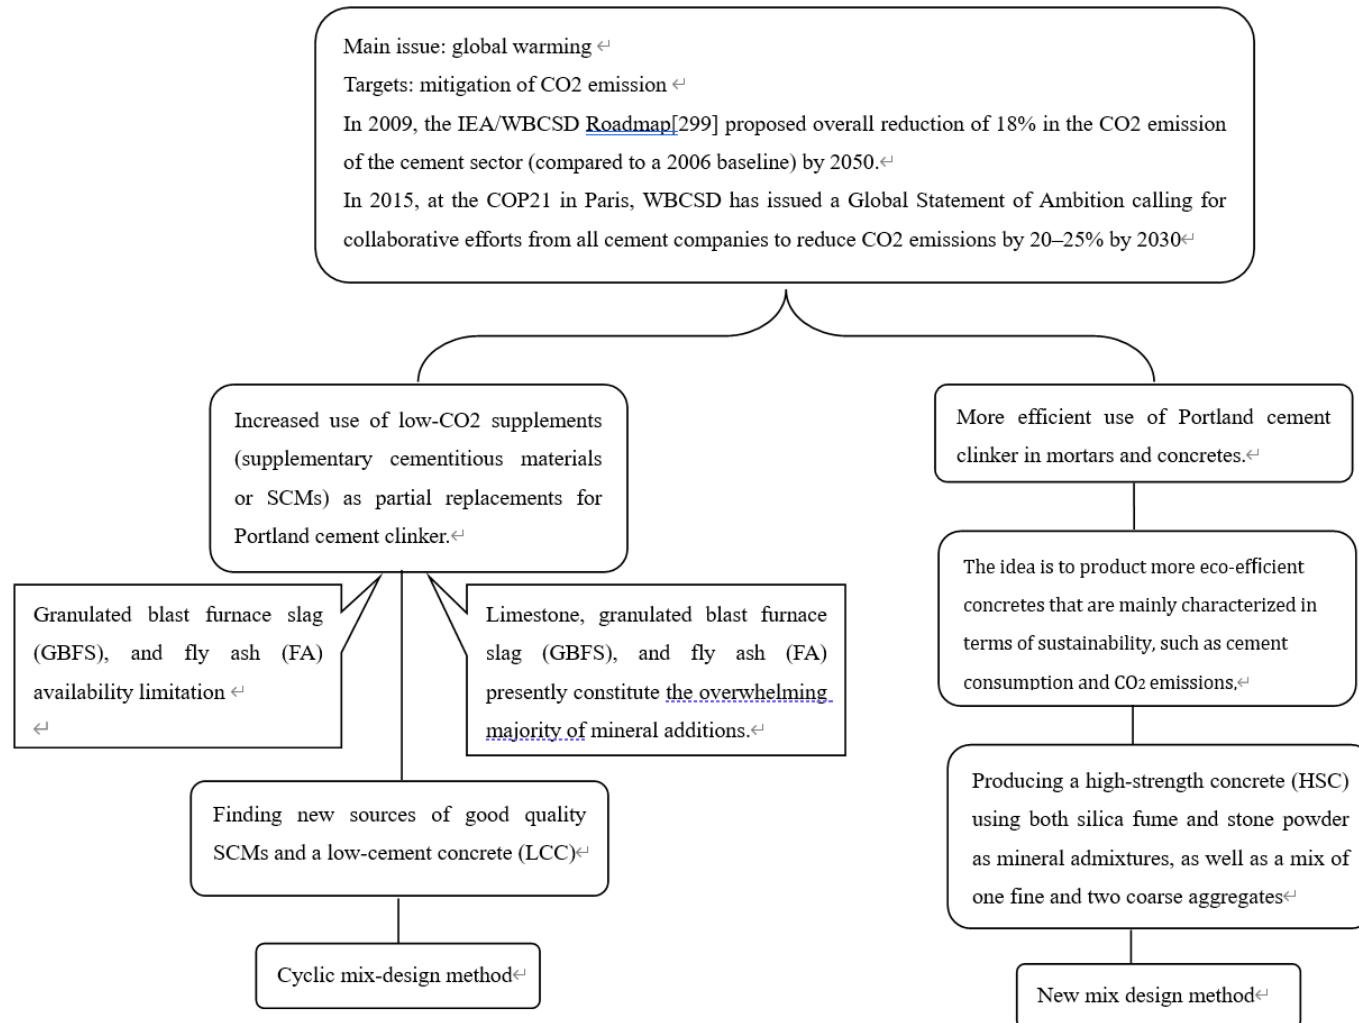 Main issue: global warming
Targets: mitigation of CO2 emission
In 2009, the IEA/WBCSD Roadmap[299] proposed overall reduction of 18% in the CO2 emission
of the cement sector (compared to a 2006 baseline) by 2050.
In 2015, at the COP21 in Paris, WBCSD has issued a Global Statement of Ambition calling for
collaborative efforts from all cement companies to reduce CO2 emissions by 20–25% by 2030
Increased use of low-CO2 supplements
(supplementary cementitious materials
or SCMs) as partial replacements for
Portland cement clinker.
Granulated blast furnace slag
(GBFS), and fly ash (FA)
availability limitation
Limestone, granulated blast furnace
slag (GBFS), and fly ash (FA)
presently constitute the overwhelming
majority of mineral additions.
Finding new sources of good quality
SCMs and a low-cement concrete (LCC)
Cyclic mix-design method
More efficient use of Portland cement
clinker in mortars and concretes.
The idea is to product more eco-efficient
concretes that are mainly characterized in
terms of sustainability, such as cement
consumption and CO2 emissions,
Producing a high-strength concrete (HSC)
using both silica fume and stone powder
as mineral admixtures, as well as a mix of
one fine and two coarse aggregates
New mix design method